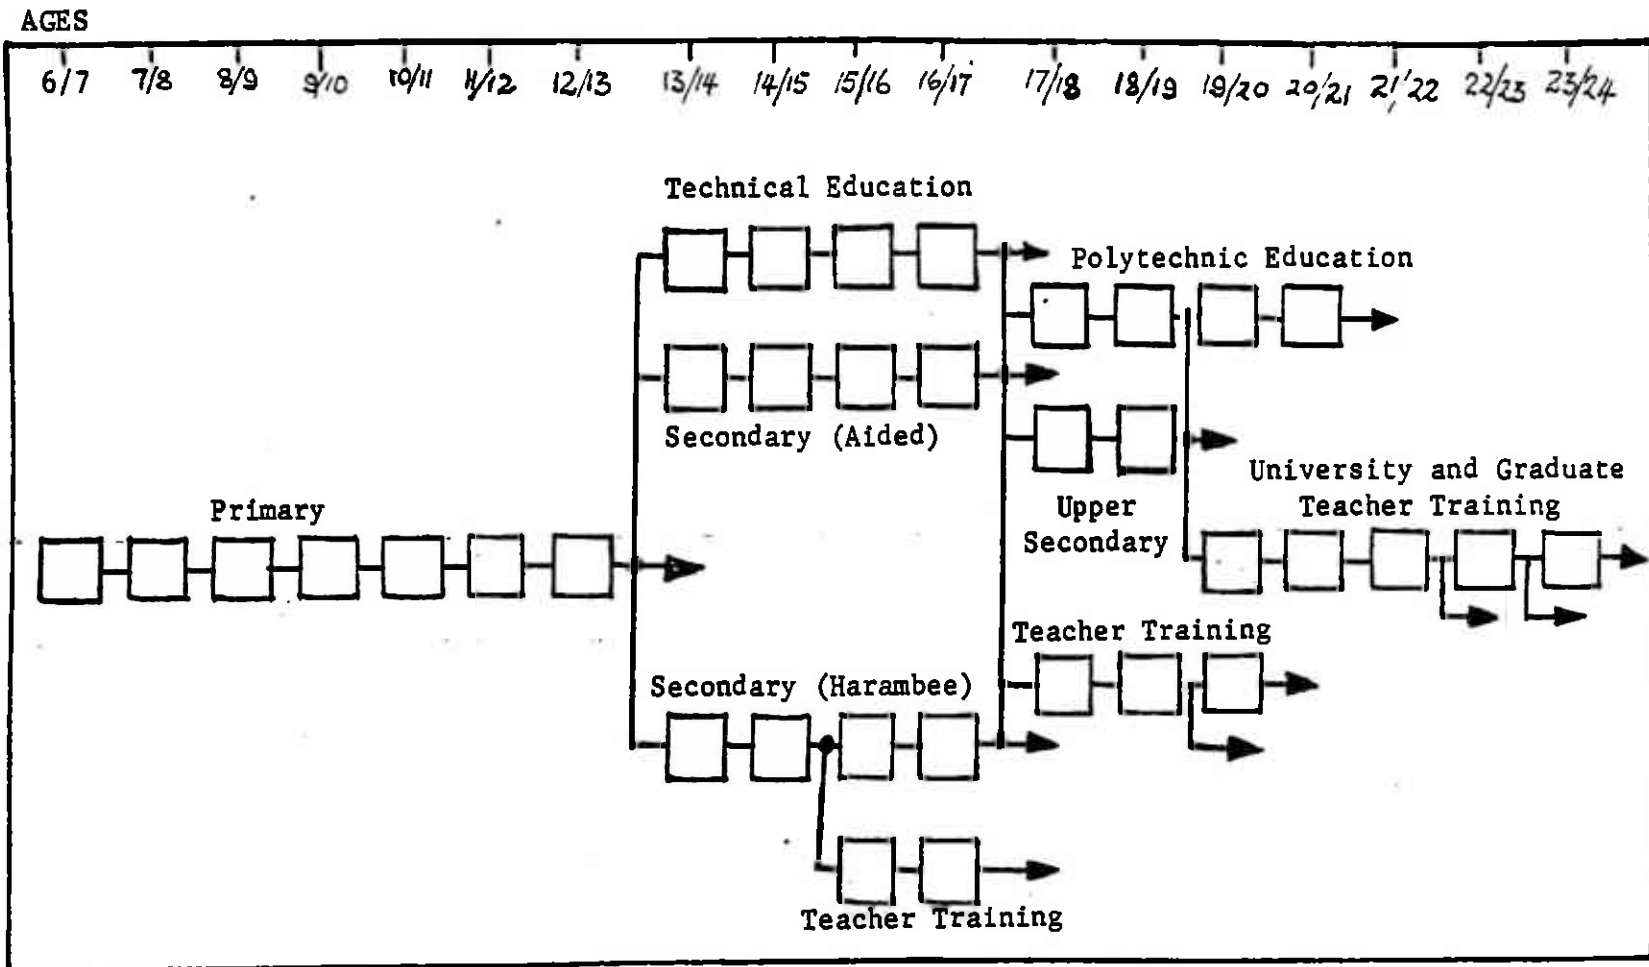 AGES
6/7 7/8 8/9 9/10 10/11 11/12 12/13 13/14 14/15 15/16 16/17 17/18 18/19 19/20 20/21 21/22 22/23 23/24
Technical Education
Polytechnic Education
Secondary (Aided)
University and Graduate
Teacher Training
Primary
Upper
Secondary
Teacher Training
Secondary (Harambee)
Teacher Training